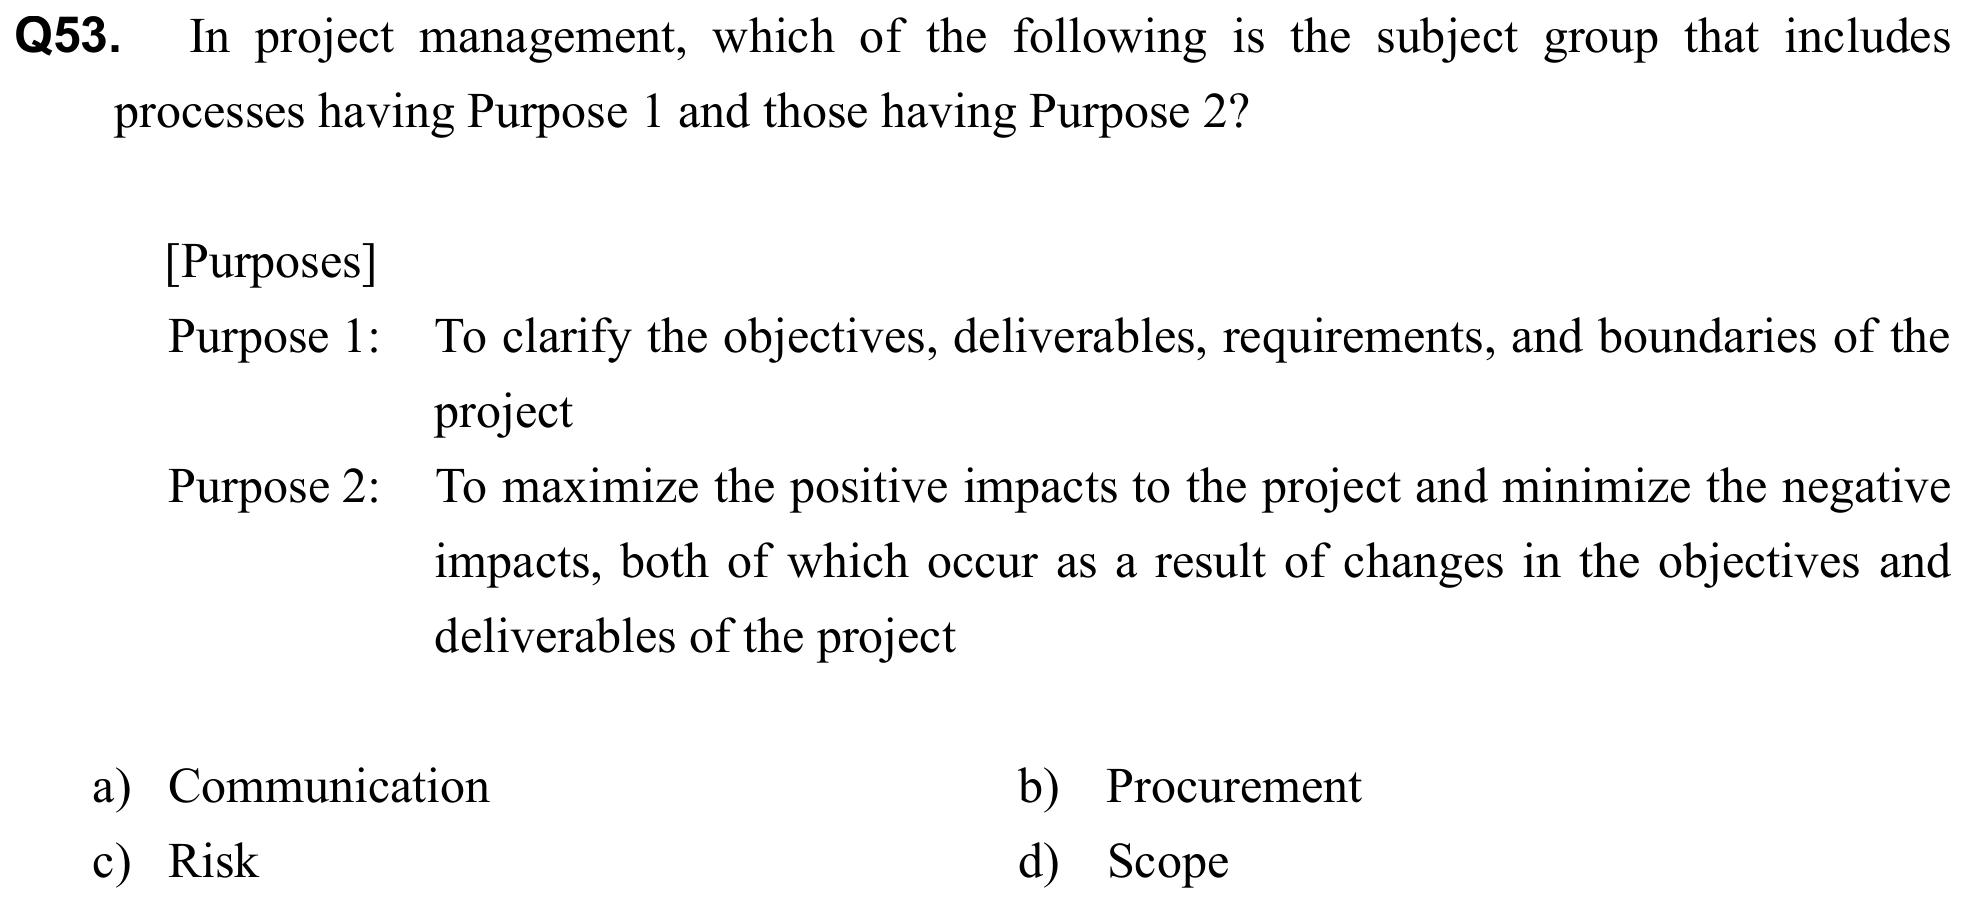 Q53. In project management, which of the following is the subject group that includes
processes having Purpose 1 and those having Purpose 2?
[Purposes]
Purpose 1: To clarify the objectives, deliverables, requirements, and boundaries of the
project
Purpose 2: To maximize the positive impacts to the project and minimize the negative
impacts, both of which occur as a result of changes in the objectives and
deliverables of the project
a) Communication b) Procurement
c) Risk d) Scope